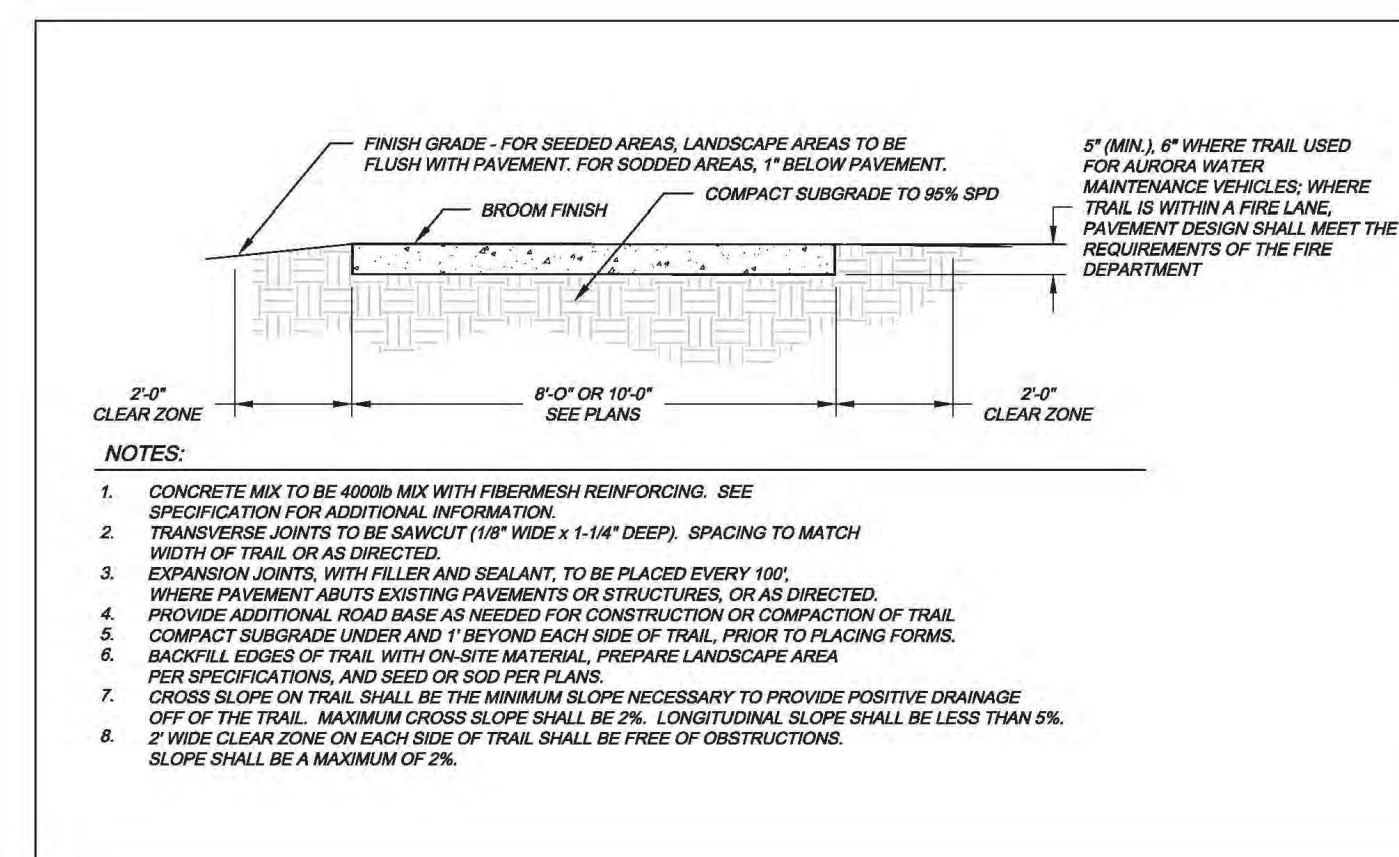 FINISH GRADE - FOR SEEDED AREAS, LANDSCAPE AREAS TO BE
FLUSH WITH PAVEMENT. FOR SODDED AREAS, 1" BELOW PAVEMENT.
COMPACT SUBGRADE TO 95% SPD
BROOM FINISH
5" (MIN.), 6" WHERE TRAIL USED
FOR AURORA WATER
MAINTENANCE VEHICLES; WHERE
TRAIL IS WITHIN A FIRE LANE,
PAVEMENT DESIGN SHALL MEET THE
REQUIREMENTS OF THE FIRE
DEPARTMENT
2'-0"
CLEAR ZONE
8'-O" OR 10'-0"
SEE PLANS
2'-0"
CLEAR ZONE
NOTES:
1. CONCRETE MIX TO BE 4000lb MIX WITH FIBERMESH REINFORCING. SEE
SPECIFICATION FOR ADDITIONAL INFORMATION.
2. TRANSVERSE JOINTS TO BE SAWCUT (1/8" WIDE x 1-1/4" DEEP). SPACING TO MATCH
WIDTH OF TRAIL OR AS DIRECTED.
3. EXPANSION JOINTS, WITH FILLER AND SEALANT, TO BE PLACED EVERY 100',
WHERE PAVEMENT ABUTS EXISTING PAVEMENTS OR STRUCTURES, OR AS DIRECTED.
4. PROVIDE ADDITIONAL ROAD BASE AS NEEDED FOR CONSTRUCTION OR COMPACTION OF TRAIL
5. COMPACT SUBGRADE UNDER AND 1' BEYOND EACH SIDE OF TRAIL, PRIOR TO PLACING FORMS.
6. BACKFILL EDGES OF TRAIL WITH ON-SITE MATERIAL, PREPARE LANDSCAPE AREA
PER SPECIFICATIONS, AND SEED OR SOD PER PLANS.
7. CROSS SLOPE ON TRAIL SHALL BE THE MINIMUM SLOPE NECESSARY TO PROVIDE POSITIVE DRAINAGE
OFF OF THE TRAIL. MAXIMUM CROSS SLOPE SHALL BE 2%. LONGITUDINAL SLOPE SHALL BE LESS THAN 5%.
8. 2' WIDE CLEAR ZONE ON EACH SIDE OF TRAIL SHALL BE FREE OF OBSTRUCTIONS.
SLOPE SHALL BE A MAXIMUM OF 2%.